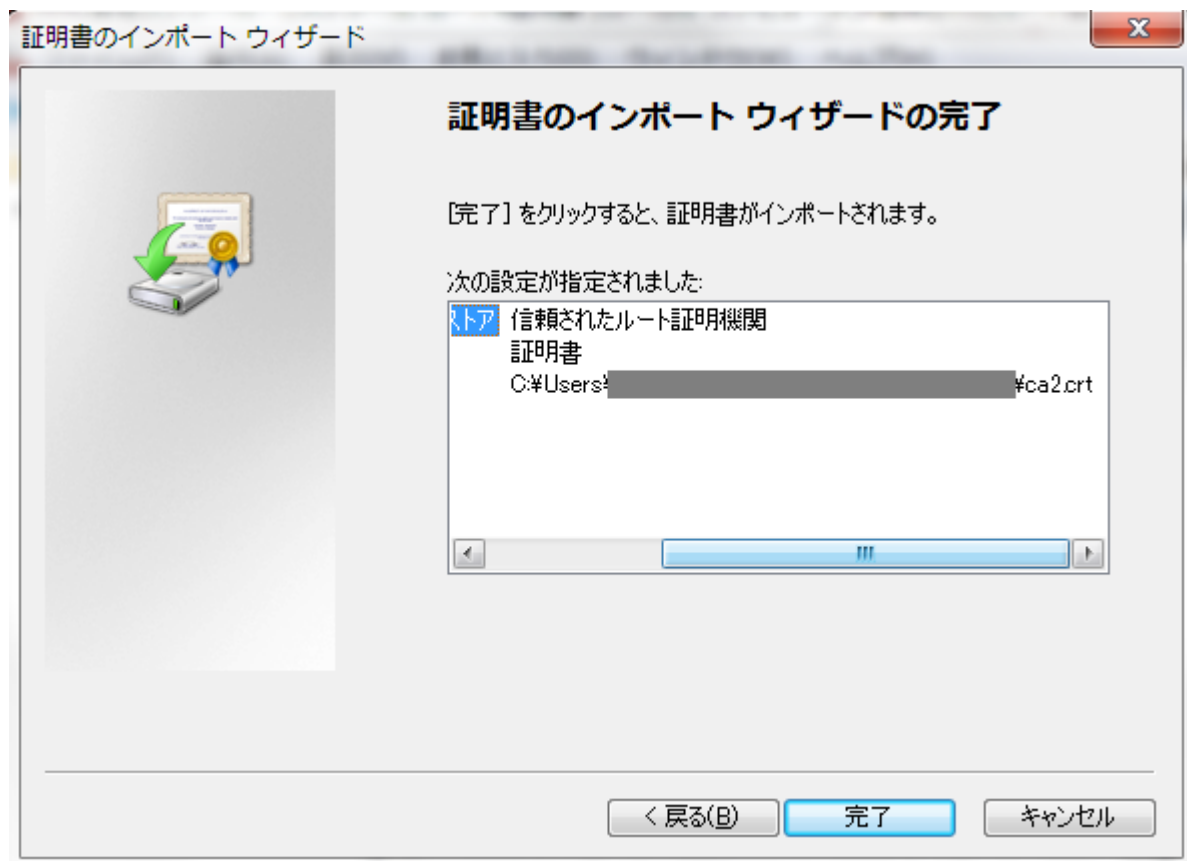 証明書のインポート ウィザード
証明書のインポート ウィザードの完了
[完了] をクリックすると、証明書がインポートされます。
次の設定が指定されました:
ストア 信頼されたルート証明機関
証明書
C:¥Users¥ ¥ca2.crt
< 戻る(B) 完了 キャンセル